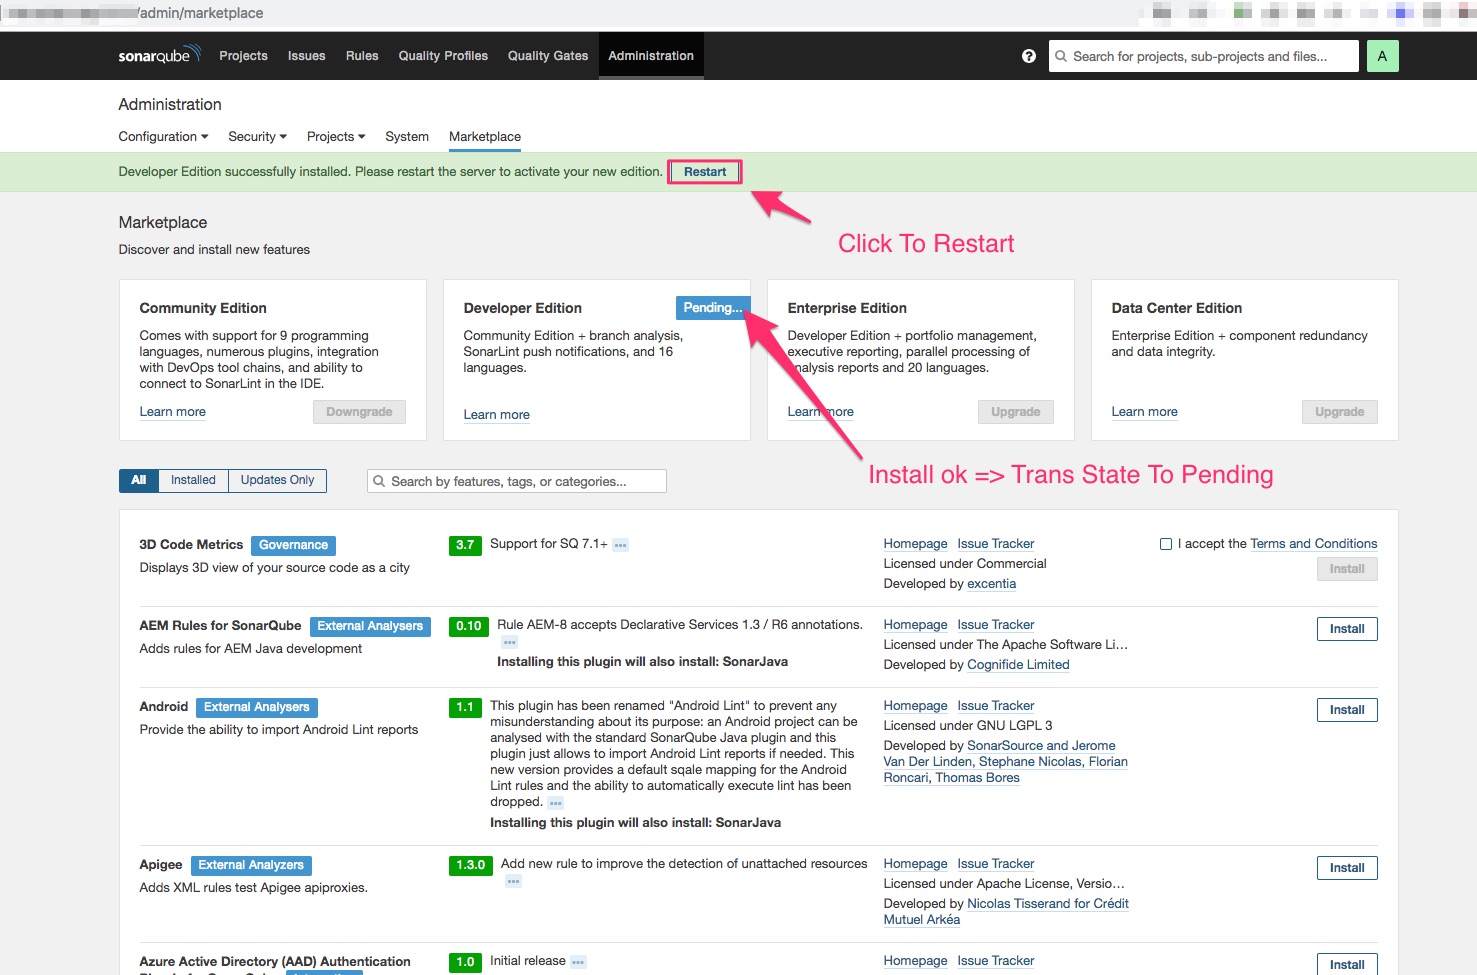 /admin/marketplace
sonarqube Projects Issues Rules Quality Profiles Quality Gates Administration ? Search for projects, sub-projects and files... A
Administration
Configuration Security Projects System Marketplace
Developer Edition successfully installed. Please restart the server to activate your new edition. Restart
Marketplace
Discover and install new features
Click To Restart
Community Edition
Comes with support for 9 programming
languages, numerous plugins, integration
with DevOps tool chains, and ability to
connect to SonarLint in the IDE.
Learn more Downgrade
Developer Edition Pending...
Community Edition + branch analysis,
SonarLint push notifications, and 16
languages.
Learn more
Enterprise Edition
Developer Edition + portfolio management,
executive reporting, parallel processing of
analysis reports and 20 languages.
Learn more Upgrade
Data Center Edition
Enterprise Edition + component redundancy
and data integrity.
Learn more Upgrade
Install ok => Trans State To Pending
All Installed Updates Only Search by features, tags, or categories...
3D Code Metrics Governance
Displays 3D view of your source code as a city
3.7 Support for SQ 7.1+ ...
Homepage Issue Tracker
Licensed under Commercial
Developed by excentia
I accept the Terms and Conditions
Install
AEM Rules for SonarQube External Analysers
Adds rules for AEM Java development
0.10 Rule AEM-8 accepts Declarative Services 1.3 / R6 annotations.
...
Installing this plugin will also install: SonarJava
Homepage Issue Tracker
Licensed under The Apache Software Li...
Developed by Cognifide Limited
Install
Android External Analysers
Provide the ability to import Android Lint reports
1.1 This plugin has been renamed "Android Lint" to prevent any
misunderstanding about its purpose: an Android project can be
analysed with the standard SonarQube Java plugin and this
plugin just allows to import Android Lint reports if needed. This
new version provides a default sqale mapping for the Android
Lint rules and the ability to automatically execute lint has been
dropped. ...
Installing this plugin will also install: SonarJava
Homepage Issue Tracker
Licensed under GNU LGPL 3
Developed by SonarSource and Jerome
Van Der Linden, Stephane Nicolas, Florian
Roncari, Thomas Bores
Install
Apigee External Analyzers
Adds XML rules test Apigee apiproxies.
1.3.0 Add new rule to improve the detection of unattached resources
...
Homepage Issue Tracker
Licensed under Apache License, Versio...
Developed by Nicolas Tisserand for Crédit
Mutuel Arkéa
Install
Azure Active Directory (AAD) Authentication
1.0 Initial release ...
Homepage Issue Tracker
Install